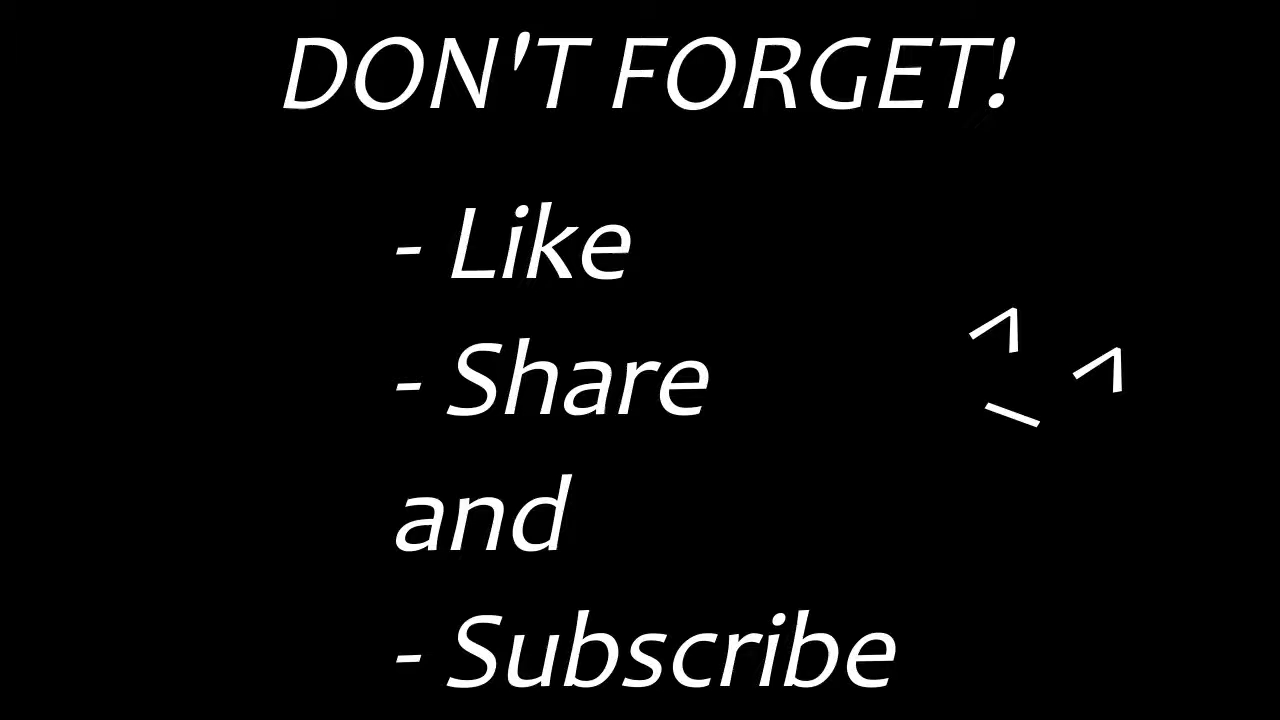 DON'T FORGET!
- Like
- Share
^_^
and
- Subscribe